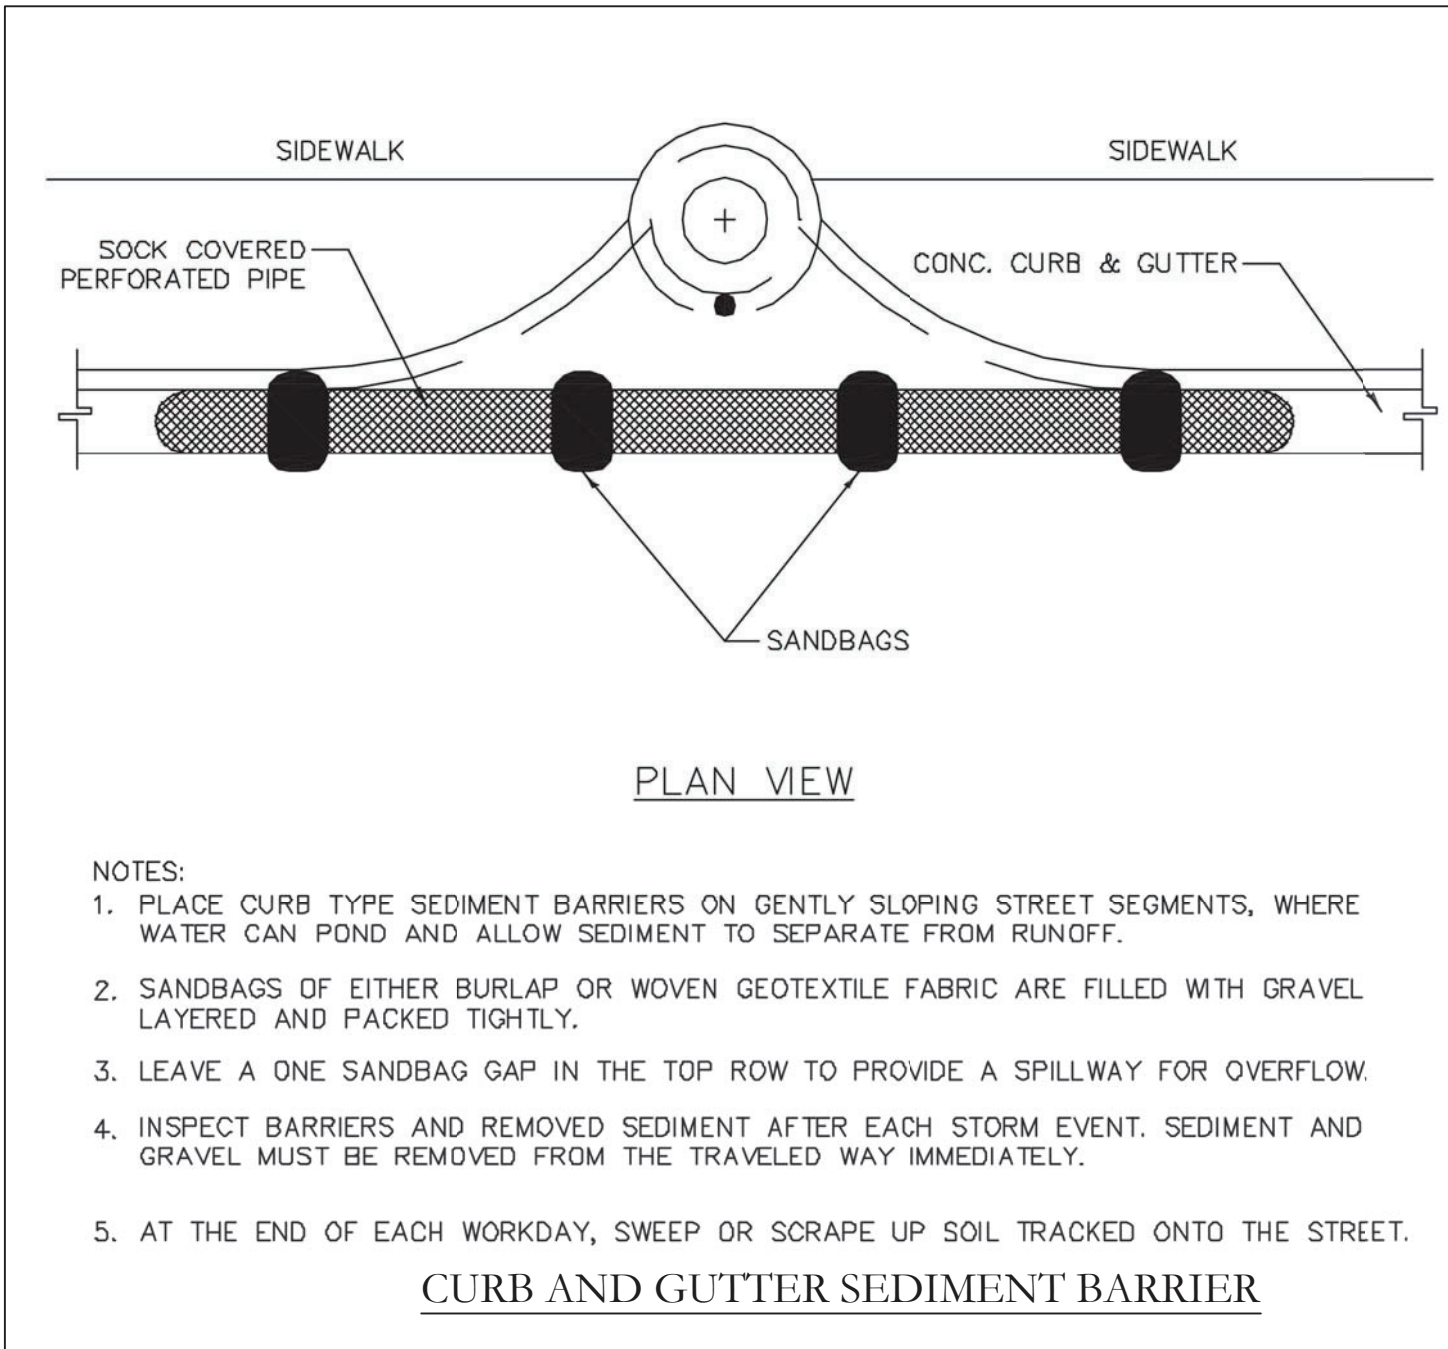 SIDEWALK
SIDEWALK
SOCK COVERED
PERFORATED PIPE
CONC. CURB & GUTTER
SANDBAGS
PLAN VIEW
NOTES:
1. PLACE CURB TYPE SEDIMENT BARRIERS ON GENTLY SLOPING STREET SEGMENTS, WHERE
WATER CAN POND AND ALLOW SEDIMENT TO SEPARATE FROM RUNOFF.
2. SANDBAGS OF EITHER BURLAP OR WOVEN GEOTEXTILE FABRIC ARE FILLED WITH GRAVEL
LAYERED AND PACKED TIGHTLY.
3. LEAVE A ONE SANDBAG GAP IN THE TOP ROW TO PROVIDE A SPILLWAY FOR OVERFLOW.
4. INSPECT BARRIERS AND REMOVED SEDIMENT AFTER EACH STORM EVENT. SEDIMENT AND
GRAVEL MUST BE REMOVED FROM THE TRAVELED WAY IMMEDIATELY.
5. AT THE END OF EACH WORKDAY, SWEEP OR SCRAPE UP SOIL TRACKED ONTO THE STREET.
CURB AND GUTTER SEDIMENT BARRIER